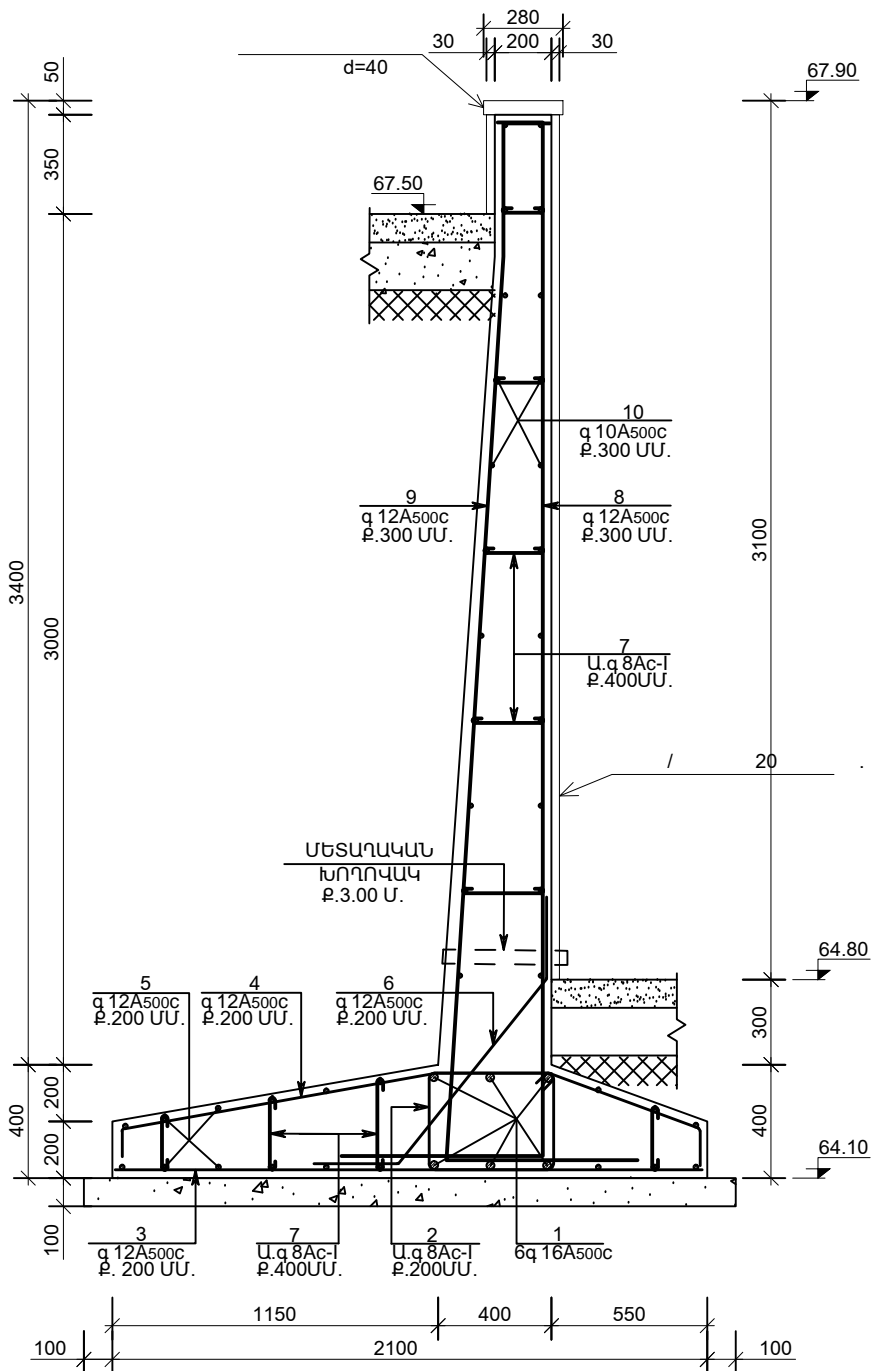 280
30 200 30
d=40
67.90
50
350
67.50
10
գ 10A500c
Ք.300 ՄՄ.
9
գ 12A500c
Ք.300 ՄՄ.
8
գ 12A500c
Ք.300 ՄՄ.
3400
3000
3100
7
Ա.գ 8Ac-I
Ք.400ՄՄ.
/ 20 .
ՄԵՏԱՂԱԿԱՆ
ԽՈՂՈՎԱԿ
Ք.3.00 Մ.
64.80
5
գ 12A500c
Ք.200 ՄՄ.
4
գ 12A500c
Ք.200 ՄՄ.
6
գ 12A500c
Ք.200 ՄՄ.
300
400
200
200
400
64.10
100
3
գ 12A500c
Ք. 200 ՄՄ.
7
Ա.գ 8Ac-I
Ք.400ՄՄ.
2
Ա.գ 8Ac-I
Ք.200ՄՄ.
1
6գ 16A500c
1150 400 550
100 2100 100